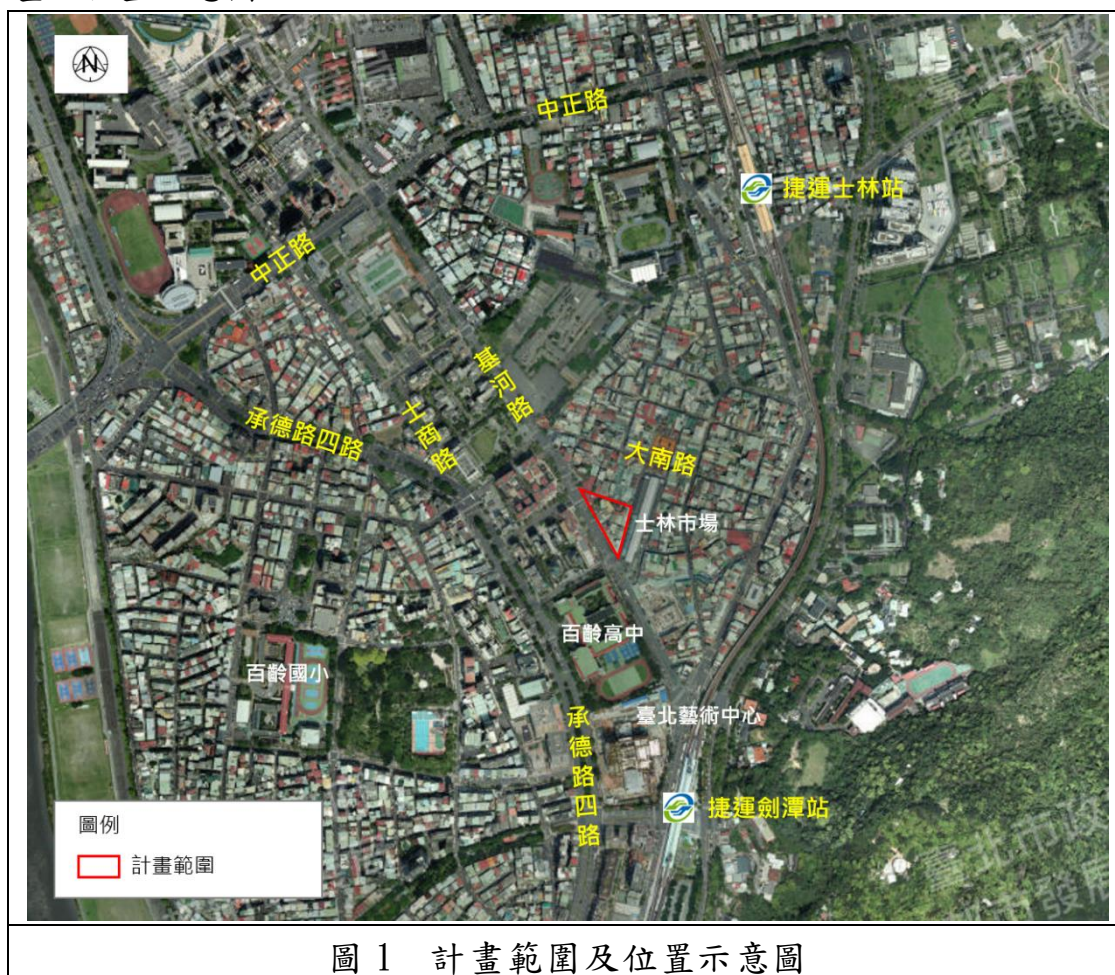 N
中正路
捷運士林站
中正路
基河路
士商路
承德路四路
大南路
士林市場
百齡高中
百齡國小
臺北藝術中心
承德路四路
捷運劍潭站
圖例
計畫範圍
圖 1 計畫範圍及位置示意圖